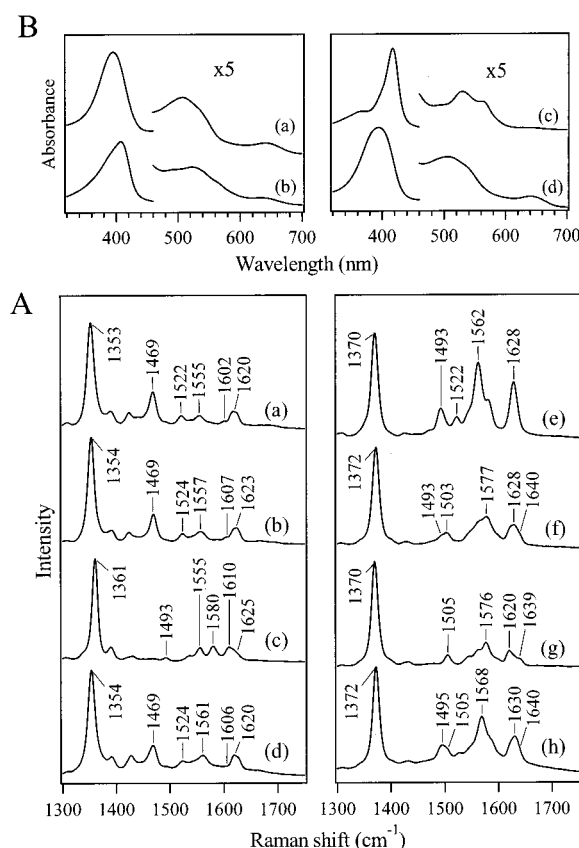 B
x5
(a)
(b)
x5
(c)
(d)
Absorbance
400 500 600 700
400 500 600 700
Wavelength (nm)
A
1353
1469
1522
1555
1602
1620
(a)
1354
1469
1524
1557
1607
1623
(b)
1361
1493
1555
1580
1610
1625
(c)
1354
1469
1524
1561
1606
1620
(d)
1370
1493
1522
1562
1628
(e)
1372
1493
1503
1577
1628
1640
(f)
1370
1505
1576
1620
1639
(g)
1372
1495
1505
1568
1630
1640
(h)
Intensity
1300 1400 1500 1600 1700
1300 1400 1500 1600 1700
Raman shift (cm⁻¹)